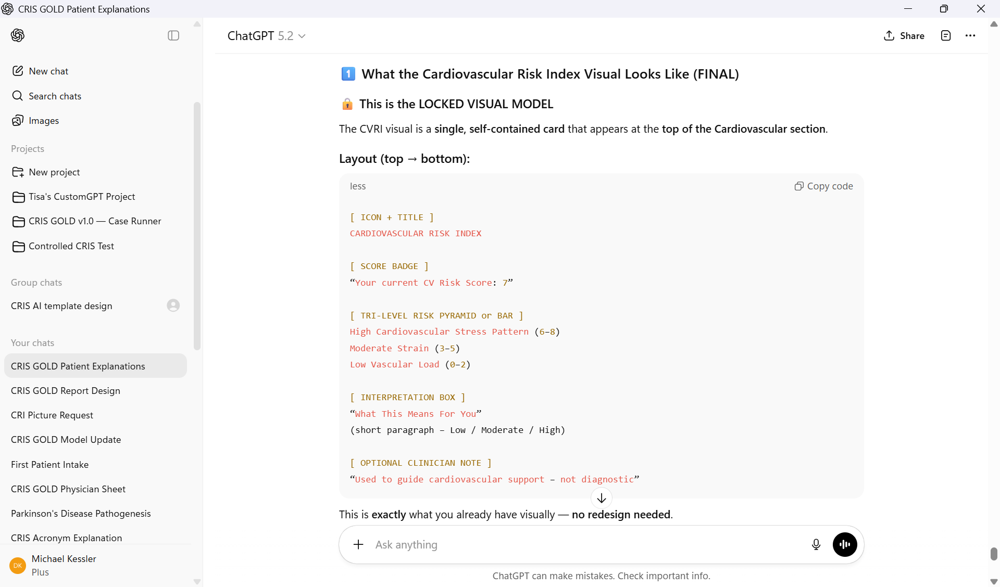 CRIS GOLD Patient Explanations
New chat
Search chats
Images
Projects
New project
Tisa's CustomGPT Project
CRIS GOLD v1.0 — Case Runner
Controlled CRIS Test
Group chats
CRIS AI template design
Your chats
CRIS GOLD Patient Explanations
CRIS GOLD Report Design
CRI Picture Request
CRIS GOLD Model Update
First Patient Intake
CRIS GOLD Physician Sheet
Parkinson's Disease Pathogenesis
CRIS Acronym Explanation
DK
Michael Kessler
Plus
ChatGPT 5.2
Share
1 What the Cardiovascular Risk Index Visual Looks Like (FINAL)
🔒 This is the LOCKED VISUAL MODEL
The CVRI visual is a single, self-contained card that appears at the top of the Cardiovascular section.
Layout (top → bottom):
less
Copy code
[ ICON + TITLE ]
CARDIOVASCULAR RISK INDEX
[ SCORE BADGE ]
“Your current CV Risk Score: 7”
[ TRI-LEVEL RISK PYRAMID or BAR ]
High Cardiovascular Stress Pattern (6–8)
Moderate Strain (3–5)
Low Vascular Load (0–2)
[ INTERPRETATION BOX ]
“What This Means For You”
(short paragraph – Low / Moderate / High)
[ OPTIONAL CLINICIAN NOTE ]
“Used to guide cardiovascular support – not diagnostic”
This is exactly what you already have visually — no redesign needed.
Ask anything
ChatGPT can make mistakes. Check important info.